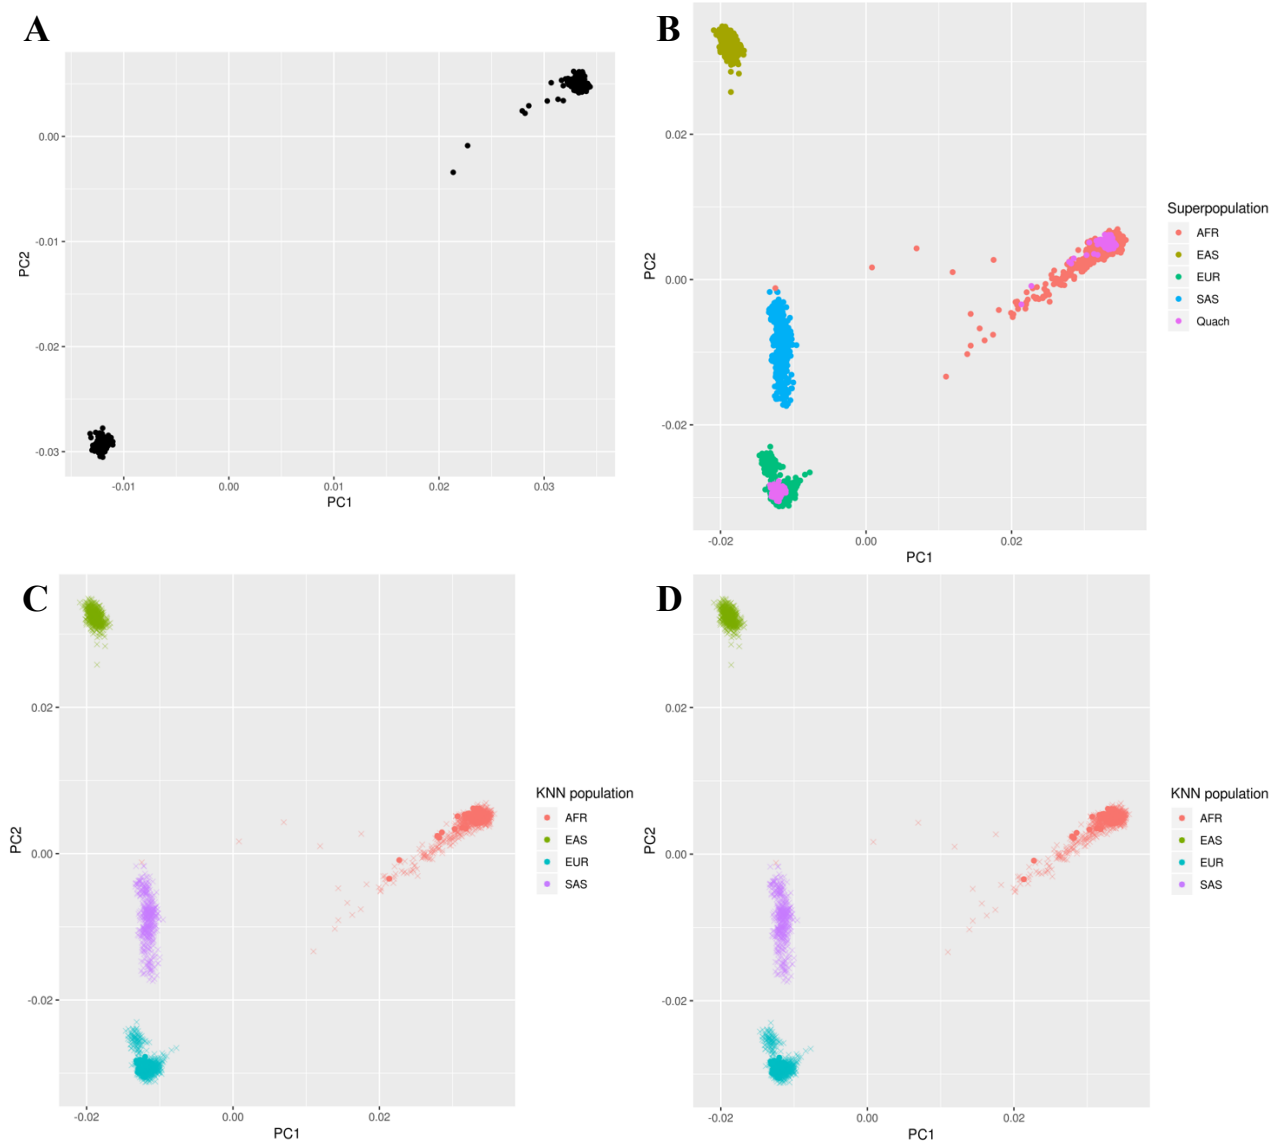 A
0.00
-0.01
-0.02
-0.03
PC2
-0.01
0.00
0.01
0.02
0.03
PC1
B
0.02
0.00
-0.02
PC2
-0.02
0.00
0.02
PC1
Superpopulation
AFR
EAS
EUR
SAS
Quach
C
0.02
0.00
-0.02
PC2
-0.02
0.00
0.02
PC1
KNN population
AFR
EAS
EUR
SAS
D
0.02
0.00
-0.02
PC2
-0.02
0.00
0.02
PC1
KNN population
AFR
EAS
EUR
SAS